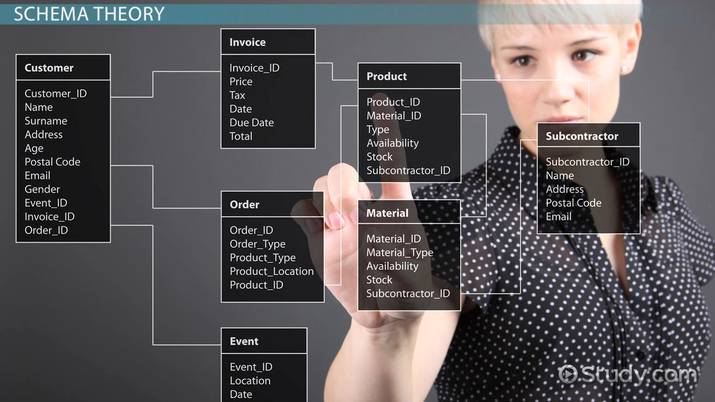 SCHEMA THEORY
Customer
Customer_ID
Name
Surname
Address
Age
Postal Code
Email
Gender
Event_ID
Invoice_ID
Order_ID
Invoice
Invoice_ID
Price
Tax
Date
Due Date
Total
Order
Order_ID
Order_Type
Product_Type
Product_Location
Product_ID
Event
Event_ID
Location
Date
Product
Product_ID
Material_ID
Type
Availability
Stock
Subcontractor_ID
Material
Material_ID
Material_Type
Availability
Stock
Subcontractor_ID
Subcontractor
Subcontractor_ID
Name
Address
Postal Code
Email
Study.com